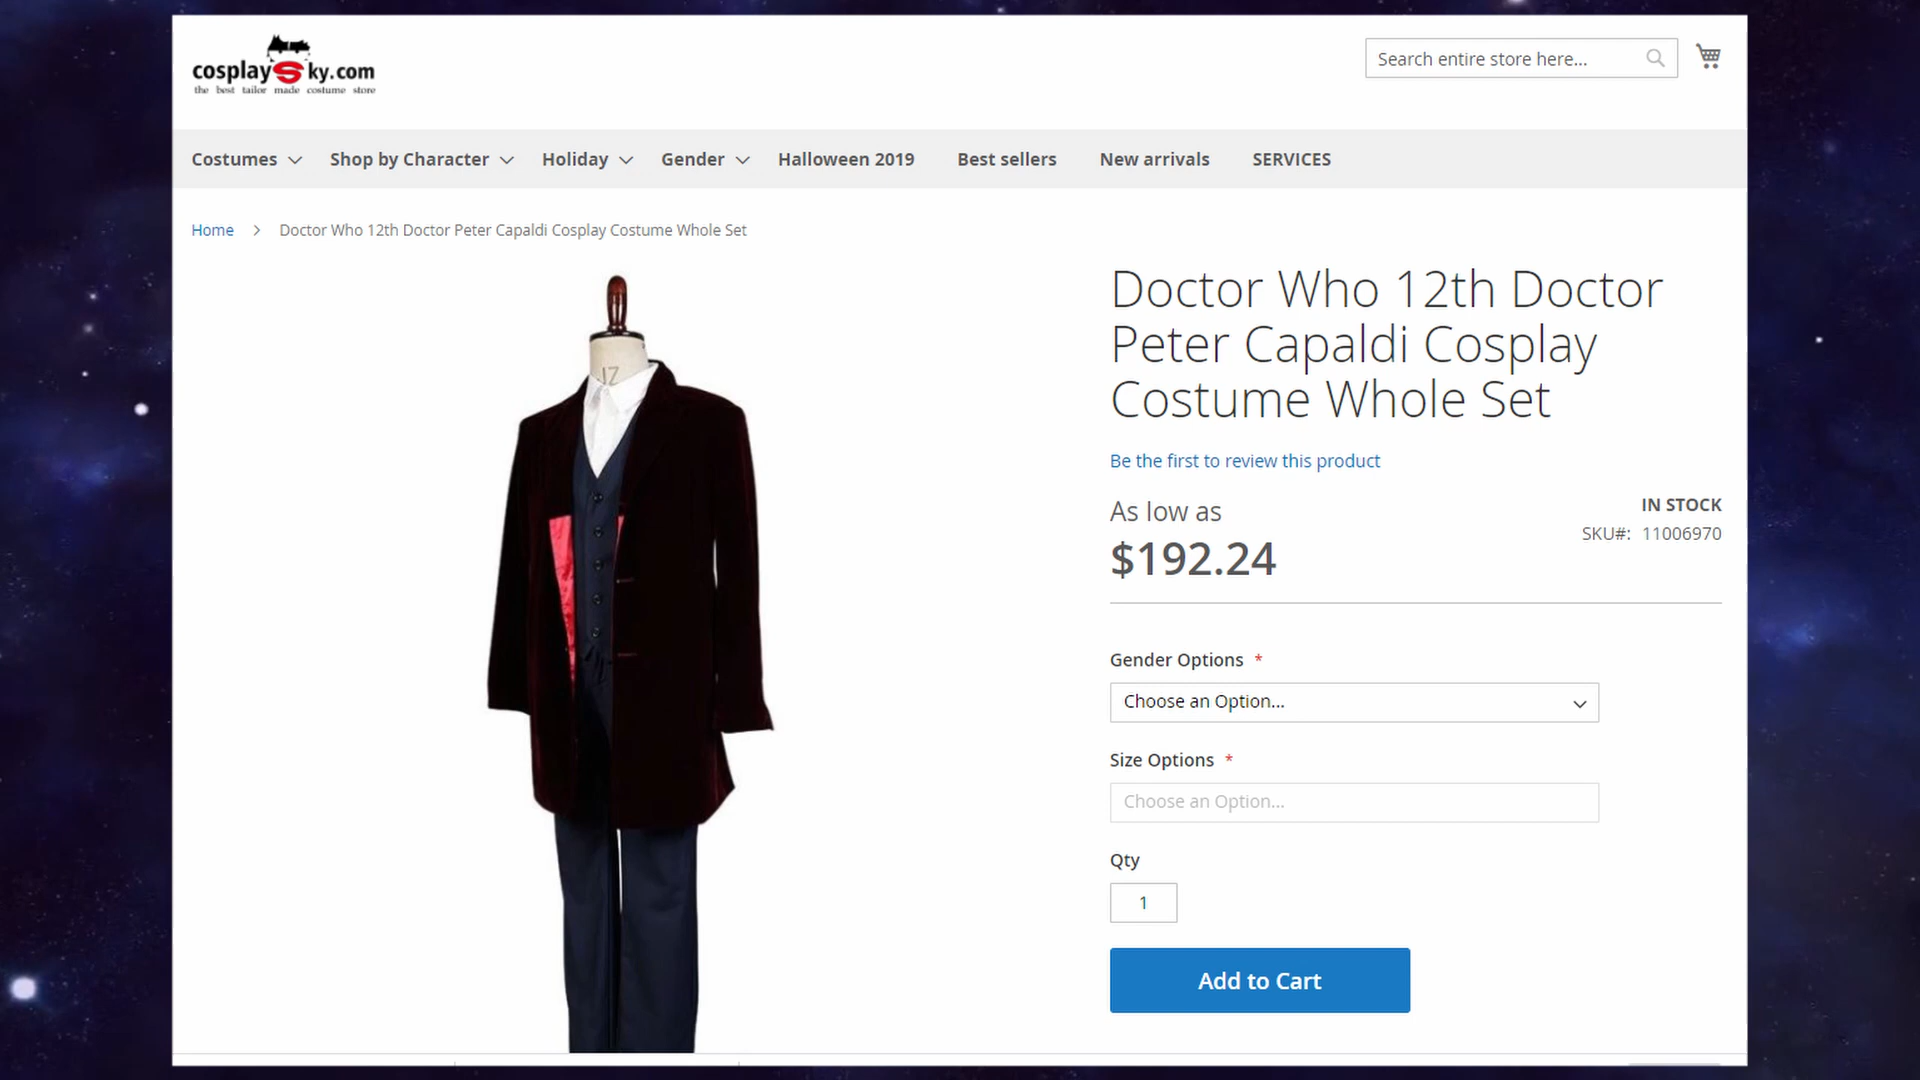 cosplaySky.com
the best tailor made costume store
Search entire store here...
Costumes Shop by Character Holiday Gender Halloween 2019 Best sellers New arrivals SERVICES
Home > Doctor Who 12th Doctor Peter Capaldi Cosplay Costume Whole Set
Doctor Who 12th Doctor
Peter Capaldi Cosplay
Costume Whole Set
Be the first to review this product
As low as
$192.24
IN STOCK
SKU#: 11006970
Gender Options *
Choose an Option...
Size Options *
Choose an Option...
Qty
1
Add to Cart